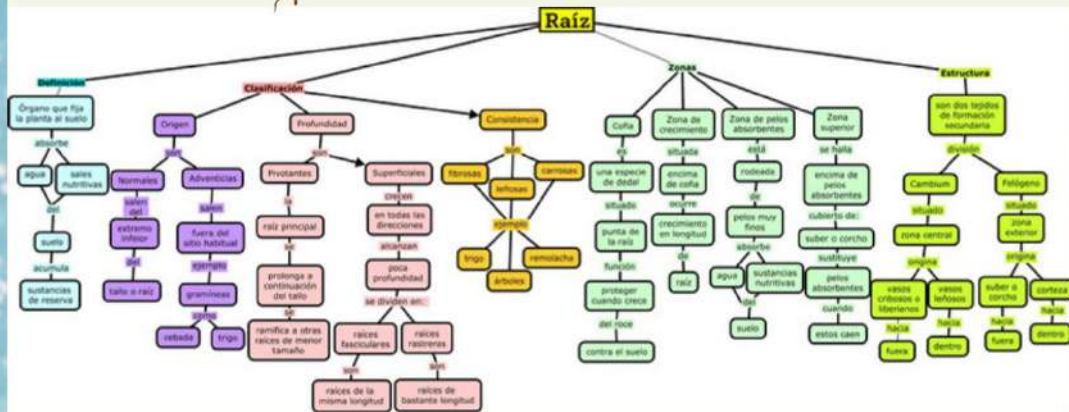 Raíz
Definición
Órgano que fija
la planta al suelo
absorbe
agua
sales
nutritivas
del
suelo
acumula
sustancias
de reserva
Clasificación
Origen
son
Normales
salen
del
extremo
infeior
del
tallo o raíz
Adventicias
salen
fuera del
sitio habitual
ejemplo
gramíneas
como
cebada
trigo
Profundidad
son
Pivotantes
la
raíz principal
se
prolonga a
continuación
del tallo
se
ramifica a otras
raíces de menor
tamaño
Superficiales
crecen
en todas las
direcciones
alcanzan
poca
profundidad
se dividen en:
raíces
fasciculares
son
raíces de la
misma longitud
raíces
rastreras
son
raíces de
bastante longitud
Consistencia
son
fibrosas
leñosas
carrosas
ejemplo
trigo
árboles
remolacha
Zonas
Cofia
es
una especie
de dedal
situado
punta de
la raíz
función
proteger
cuando crece
del roce
contra el suelo
Zona de
crecimiento
situada
encima
de cofia
ocurre
crecimiento
en longitud
de
raíz
Zona de pelos
absorbentes
está
rodeada
de
pelos muy
finos
absorbe
agua
sustancias
nutritivas
del
suelo
Zona
superior
se halla
encima de
pelos
absorbentes
cubierto de:
suber o corcho
sustituye
pelos
absorbentes
cuando
estos caen
Estructura
son dos tejidos
de formación
secundaria
división
Cambium
situado
zona central
origina
vasos
cribosos o
liberianos
hacia
fuera
vasos
leñosos
hacia
dentro
Felógeno
situado
zona
exterior
origina
suber o
corcho
hacia
fuera
corteza
hacia
dentro